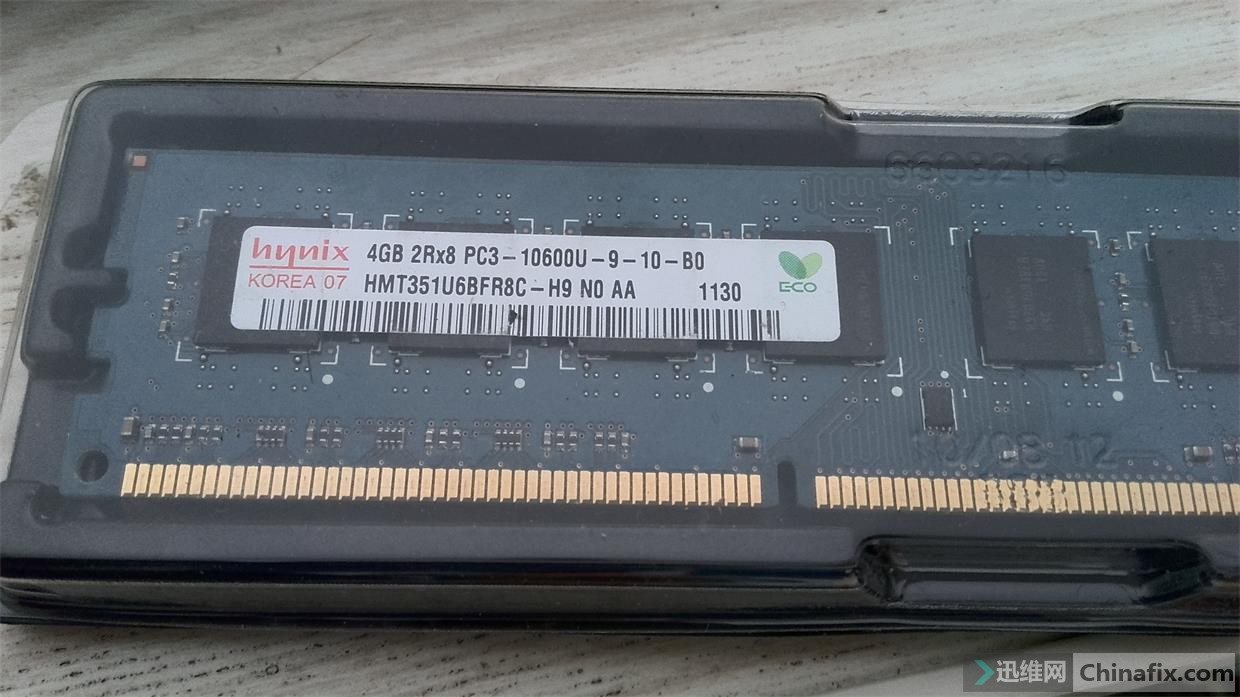 6603216
hynix
KOREA 07
4GB 2Rx8 PC3-10600U-9-10-B0
HMT351U6BFR8C-H9 N0 AA 1130
ECO
迅维网 Chinafix.com